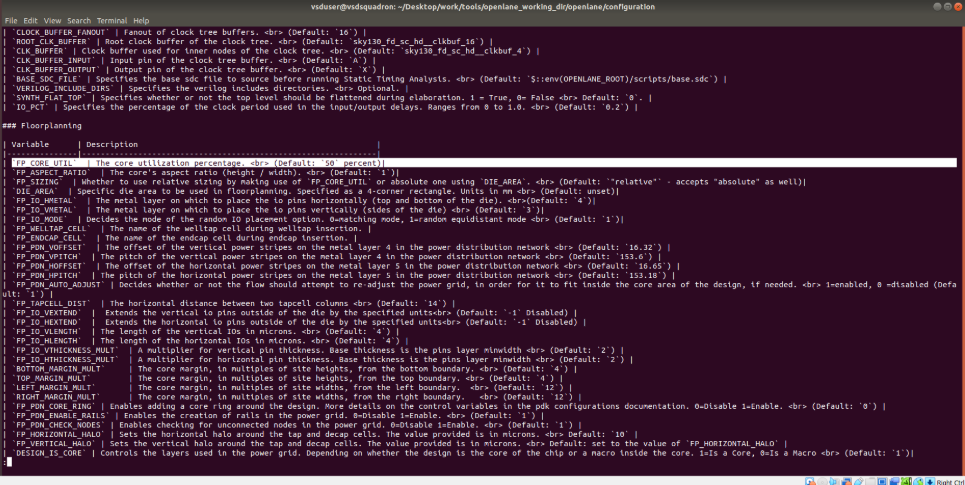 vsduser@vsdsquadron: ~/Desktop/work/tools/openlane_working_dir/openlane/configuration
File Edit View Search Terminal Help
| `CLOCK_BUFFER_FANOUT` | Fanout of clock tree buffers. <br> (Default: `16`) |
| `ROOT_CLK_BUFFER` | Root clock buffer of the clock tree. <br> (Default: `sky130_fd_sc_hd__clkbuf_16`) |
| `CLK_BUFFER` | Clock buffer used for inner nodes of the clock tree. <br> (Default: `sky130_fd_sc_hd__clkbuf_4`) |
| `CLK_BUFFER_INPUT` | Input pin of the clock tree buffer. <br> (Default: `A`) |
| `CLK_BUFFER_OUTPUT` | Output pin of the clock tree buffer. <br> (Default: `X`) |
| `BASE_SDC_FILE` | Specifies the base sdc file to source before running Static Timing Analysis. <br> (Default: `$::env(OPENLANE_ROOT)/scripts/base.sdc`) |
| `VERILOG_INCLUDE_DIRS` | Specifies the verilog includes directories. <br> Optional. |
| `SYNTH_FLAT_TOP` | Specifies whether or not the top level should be flattened during elaboration. 1 = True, 0= False <br> (Default: `0`. |
| `IO_PCT` | Specifies the percentage of the clock period used in the input/output delays. Ranges from 0 to 1.0. <br> (Default: `0.2`) |
### Floorplanning
| Variable | Description |
|---------------|---------------------------------------------------------------|
| `FP_CORE_UTIL` | The core utilization percentage. <br> (Default: `50` percent)|
| `FP_ASPECT_RATIO` | The core's aspect ratio (height / width). <br> (Default: `1`)|
| `FP_SIZING` | Whether to use relative sizing by making use of `FP_CORE_UTIL` or absolute one using `DIE_AREA`. <br> (Default: `"relative"` - accepts "absolute" as well)|
| `DIE_AREA` | Specific die area to be used in floorplanning. Specified as a 4-corner rectangle. Units in mm <br> (Default: unset)|
| `FP_IO_HMETAL` | The metal layer on which to place the io pins horizontally (top and bottom of the die). <br>(Default: `4`)|
| `FP_IO_VMETAL` | The metal layer on which to place the io pins vertically (sides of the die) <br> (Default: `3`)|
| `FP_IO_MODE` | Decides the mode of the random IO placement option. 0=matching mode, 1=random equidistant mode <br> (Default: `1`)|
| `FP_WELLTAP_CELL` | The name of the welltap cell during welltap insertion. |
| `FP_ENDCAP_CELL` | The name of the endcap cell during endcap insertion. |
| `FP_PDN_VOFFSET` | The offset of the vertical power stripes on the metal layer 4 in the power distribution network <br> (Default: `16.32`) |
| `FP_PDN_VPITCH` | The pitch of the vertical power stripes on the metal layer 4 in the power distribution network <br> (Default: `153.6`) |
| `FP_PDN_HOFFSET` | The offset of the horizontal power stripes on the metal layer 5 in the power distribution network <br> (Default: `16.65`) |
| `FP_PDN_HPITCH` | The pitch of the horizontal power stripes on the metal layer 5 in the power distribution network <br> (Default: `153.18`) |
| `FP_PDN_AUTO_ADJUST` | Decides whether or not the flow should attempt to re-adjust the power grid, in order for it to fit inside the core area of the design, if needed. <br> 1=enabled, 0 =disabled (Defa
ult: `1`) |
| `FP_TAPCELL_DIST` | The horizontal distance between two tapcell columns <br> (Default: `14`) |
| `FP_IO_VEXTEND` | Extends the vertical io pins outside of the die by the specified units<br> (Default: `-1` Disabled) |
| `FP_IO_HEXTEND` | Extends the horizontal io pins outside of the die by the specified units<br> (Default: `-1` Disabled) |
| `FP_IO_VLENGTH` | The length of the vertical IOs in microns. <br> (Default: `4`) |
| `FP_IO_HLENGTH` | The length of the horizontal IOs in microns. <br> (Default: `4`) |
| `FP_IO_VTHICKNESS_MULT` | A multiplier for vertical pin thickness. Base thickness is the pins layer minwidth <br> (Default: `2`) |
| `FP_IO_HTHICKNESS_MULT` | A multiplier for horizontal pin thickness. Base thickness is the pins layer minwidth <br> (Default: `2`) |
| `BOTTOM_MARGIN_MULT` | The core margin, in multiples of site heights, from the bottom boundary. <br> (Default: `4`) |
| `TOP_MARGIN_MULT` | The core margin, in multiples of site heights, from the top boundary. <br> (Default: `4`) |
| `LEFT_MARGIN_MULT` | The core margin, in multiples of site widths, from the left boundary. <br> (Default: `12`) |
| `RIGHT_MARGIN_MULT` | The core margin, in multiples of site widths, from the right boundary. <br> (Default: `12`) |
| `FP_PDN_CORE_RING` | Enables adding a core ring around the design. More details on the control variables in the pdk configurations documentation. 0=Disable 1=Enable. <br> (Default: `0`) |
| `FP_PDN_ENABLE_RAILS` | Enables the creation of rails in the power grid. 0=Disable 1=Enable. <br> (Default: `1`) |
| `FP_PDN_CHECK_NODES` | Enables checking for unconnected nodes in the power grid. 0=Disable 1=Enable. <br> (Default: `1`) |
| `FP_HORIZONTAL_HALO` | Sets the horizontal halo around the tap and decap cells. The value provided is in microns. <br> Default: `10` |
| `FP_VERTICAL_HALO` | Sets the vertical halo around the tap and decap cells. The value provided is in microns. <br> Default: set to the value of `FP_HORIZONTAL_HALO` |
| `DESIGN_IS_CORE` | Controls the layers used in the power grid. Depending on whether the design is the core of the chip or a macro inside the core. 1=Is a Core, 0=Is a Macro <br> (Default: `1`)|
:
Right Ctrl